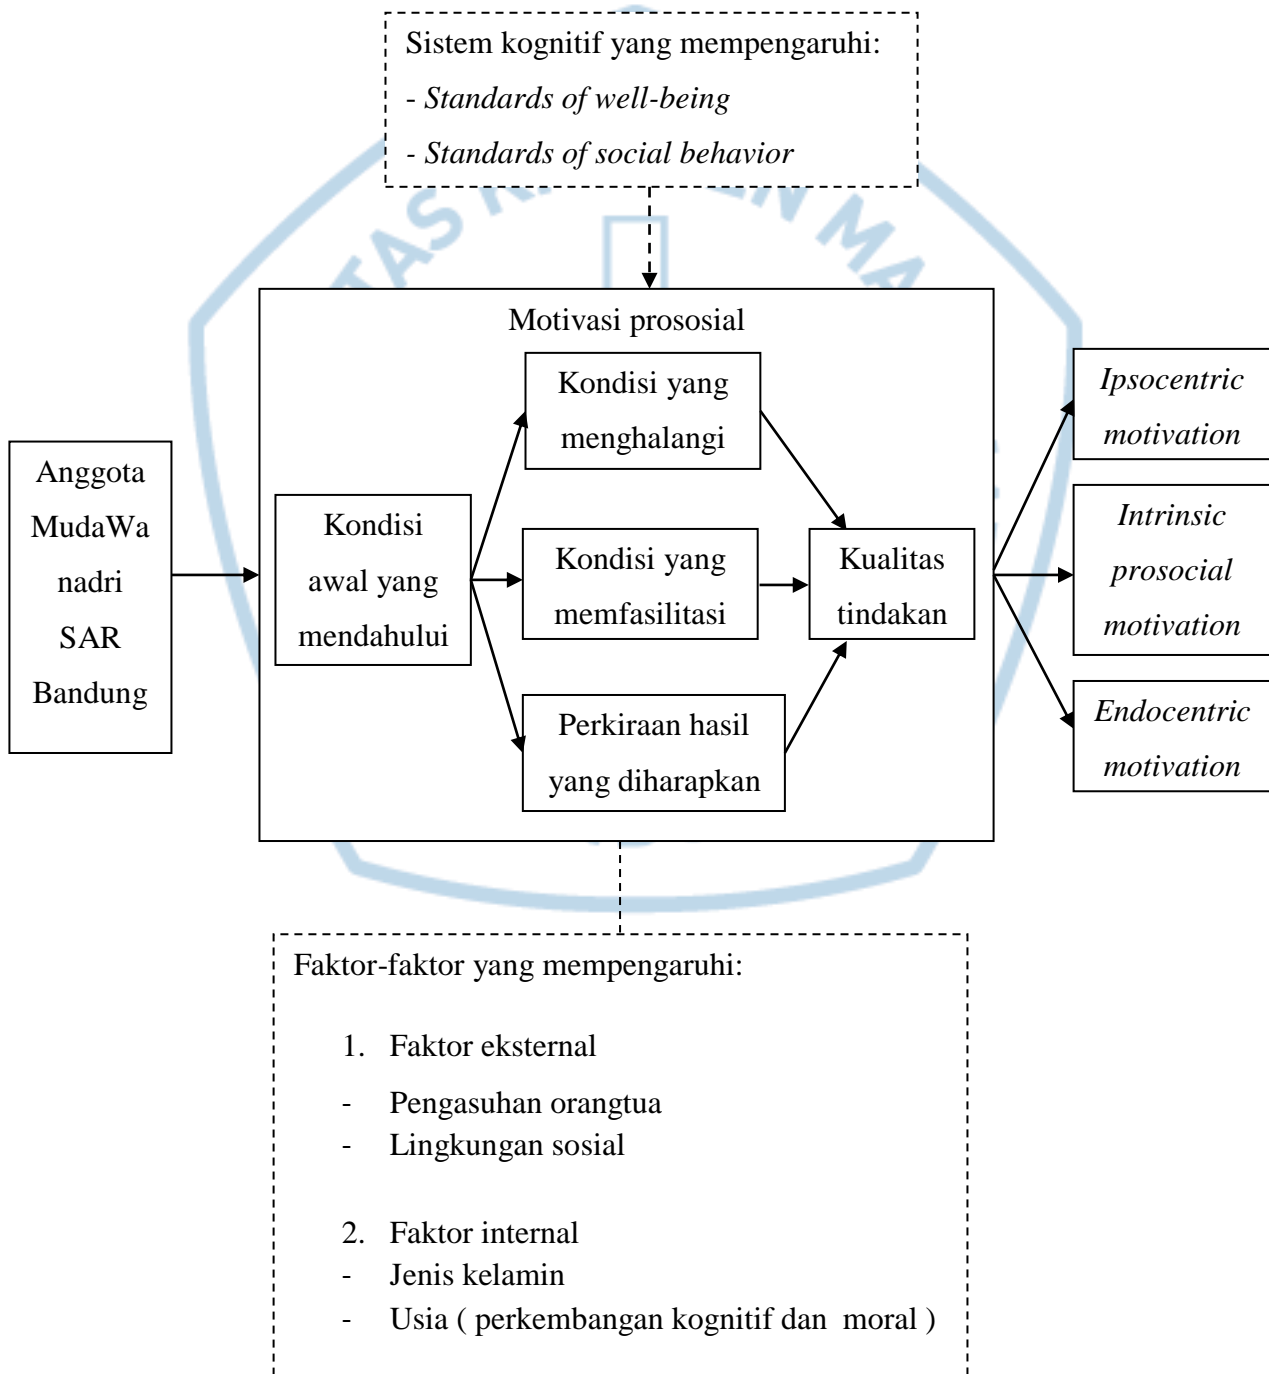 Sistem kognitif yang mempengaruhi:
- Standards of well-being
- Standards of social behavior
Motivasi prososial
Anggota
MudaWa
nadri
SAR
Bandung
Kondisi
awal yang
mendahului
Kondisi yang
menghalangi
Kondisi yang
memfasilitasi
Perkiraan hasil
yang diharapkan
Kualitas
tindakan
Ipsocentric
motivation
Intrinsic
prosocial
motivation
Endocentric
motivation
Faktor-faktor yang mempengaruhi:
1. Faktor eksternal
- Pengasuhan orangtua
- Lingkungan sosial
2. Faktor internal
- Jenis kelamin
- Usia ( perkembangan kognitif dan  moral )